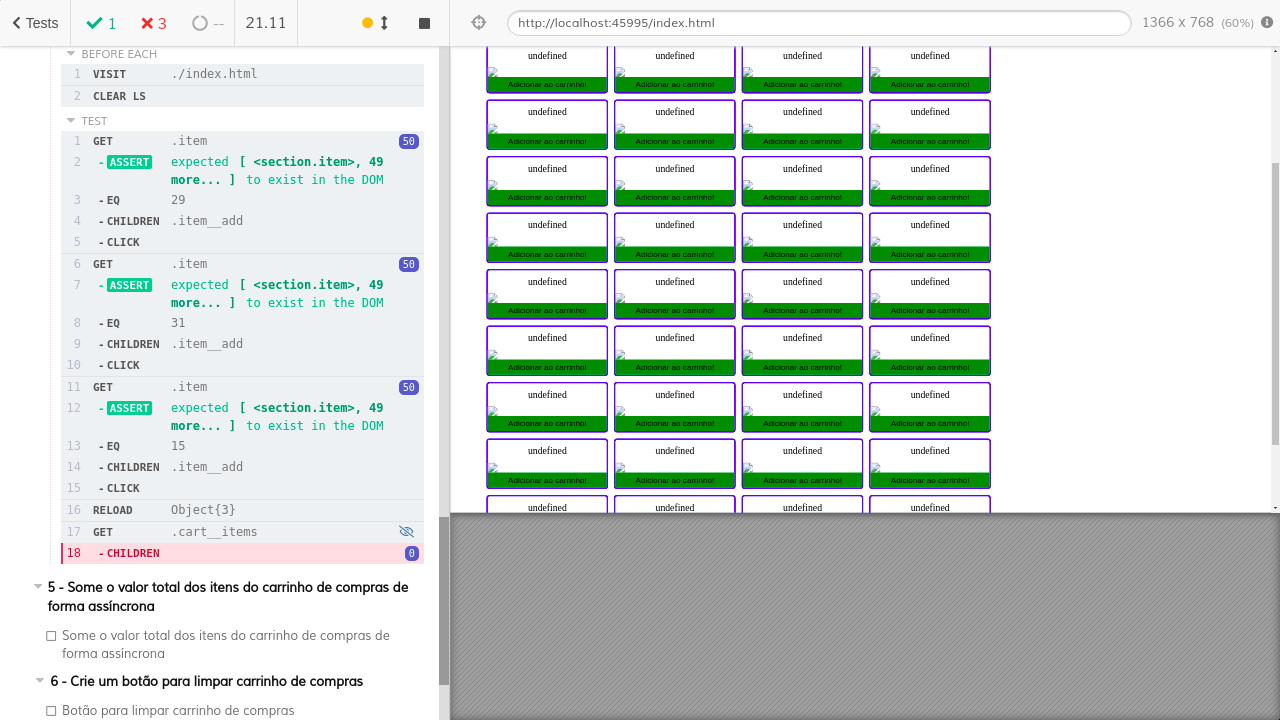 Tests
1
3
--
21.11
http://localhost:45995/index.html
1366 x 768 (60%)
BEFORE EACH
1 VISIT ./index.html
2 CLEAR LS
TEST
1 GET .item 50
2 -ASSERT expected [ <section.item>, 49
more... ] to exist in the DOM
3 -EQ 29
4 -CHILDREN .item__add
5 -CLICK
6 GET .item 50
7 -ASSERT expected [ <section.item>, 49
more... ] to exist in the DOM
8 -EQ 31
9 -CHILDREN .item__add
10 -CLICK
11 GET .item 50
12 -ASSERT expected [ <section.item>, 49
more... ] to exist in the DOM
13 -EQ 15
14 -CHILDREN .item__add
15 -CLICK
16 RELOAD Object{3}
17 GET .cart__items
18 -CHILDREN 0
5 - Some o valor total dos itens do carrinho de compras de
forma assíncrona
Some o valor total dos itens do carrinho de compras de
forma assíncrona
6 - Crie um botão para limpar carrinho de compras
Botão para limpar carrinho de compras
undefined undefined undefined undefined
Adicionar ao carrinho! Adicionar ao carrinho! Adicionar ao carrinho! Adicionar ao carrinho!
undefined undefined undefined undefined
Adicionar ao carrinho! Adicionar ao carrinho! Adicionar ao carrinho! Adicionar ao carrinho!
undefined undefined undefined undefined
Adicionar ao carrinho! Adicionar ao carrinho! Adicionar ao carrinho! Adicionar ao carrinho!
undefined undefined undefined undefined
Adicionar ao carrinho! Adicionar ao carrinho! Adicionar ao carrinho! Adicionar ao carrinho!
undefined undefined undefined undefined
Adicionar ao carrinho! Adicionar ao carrinho! Adicionar ao carrinho! Adicionar ao carrinho!
undefined undefined undefined undefined
Adicionar ao carrinho! Adicionar ao carrinho! Adicionar ao carrinho! Adicionar ao carrinho!
undefined undefined undefined undefined
Adicionar ao carrinho! Adicionar ao carrinho! Adicionar ao carrinho! Adicionar ao carrinho!
undefined undefined undefined undefined
Adicionar ao carrinho! Adicionar ao carrinho! Adicionar ao carrinho! Adicionar ao carrinho!
undefined undefined undefined undefined